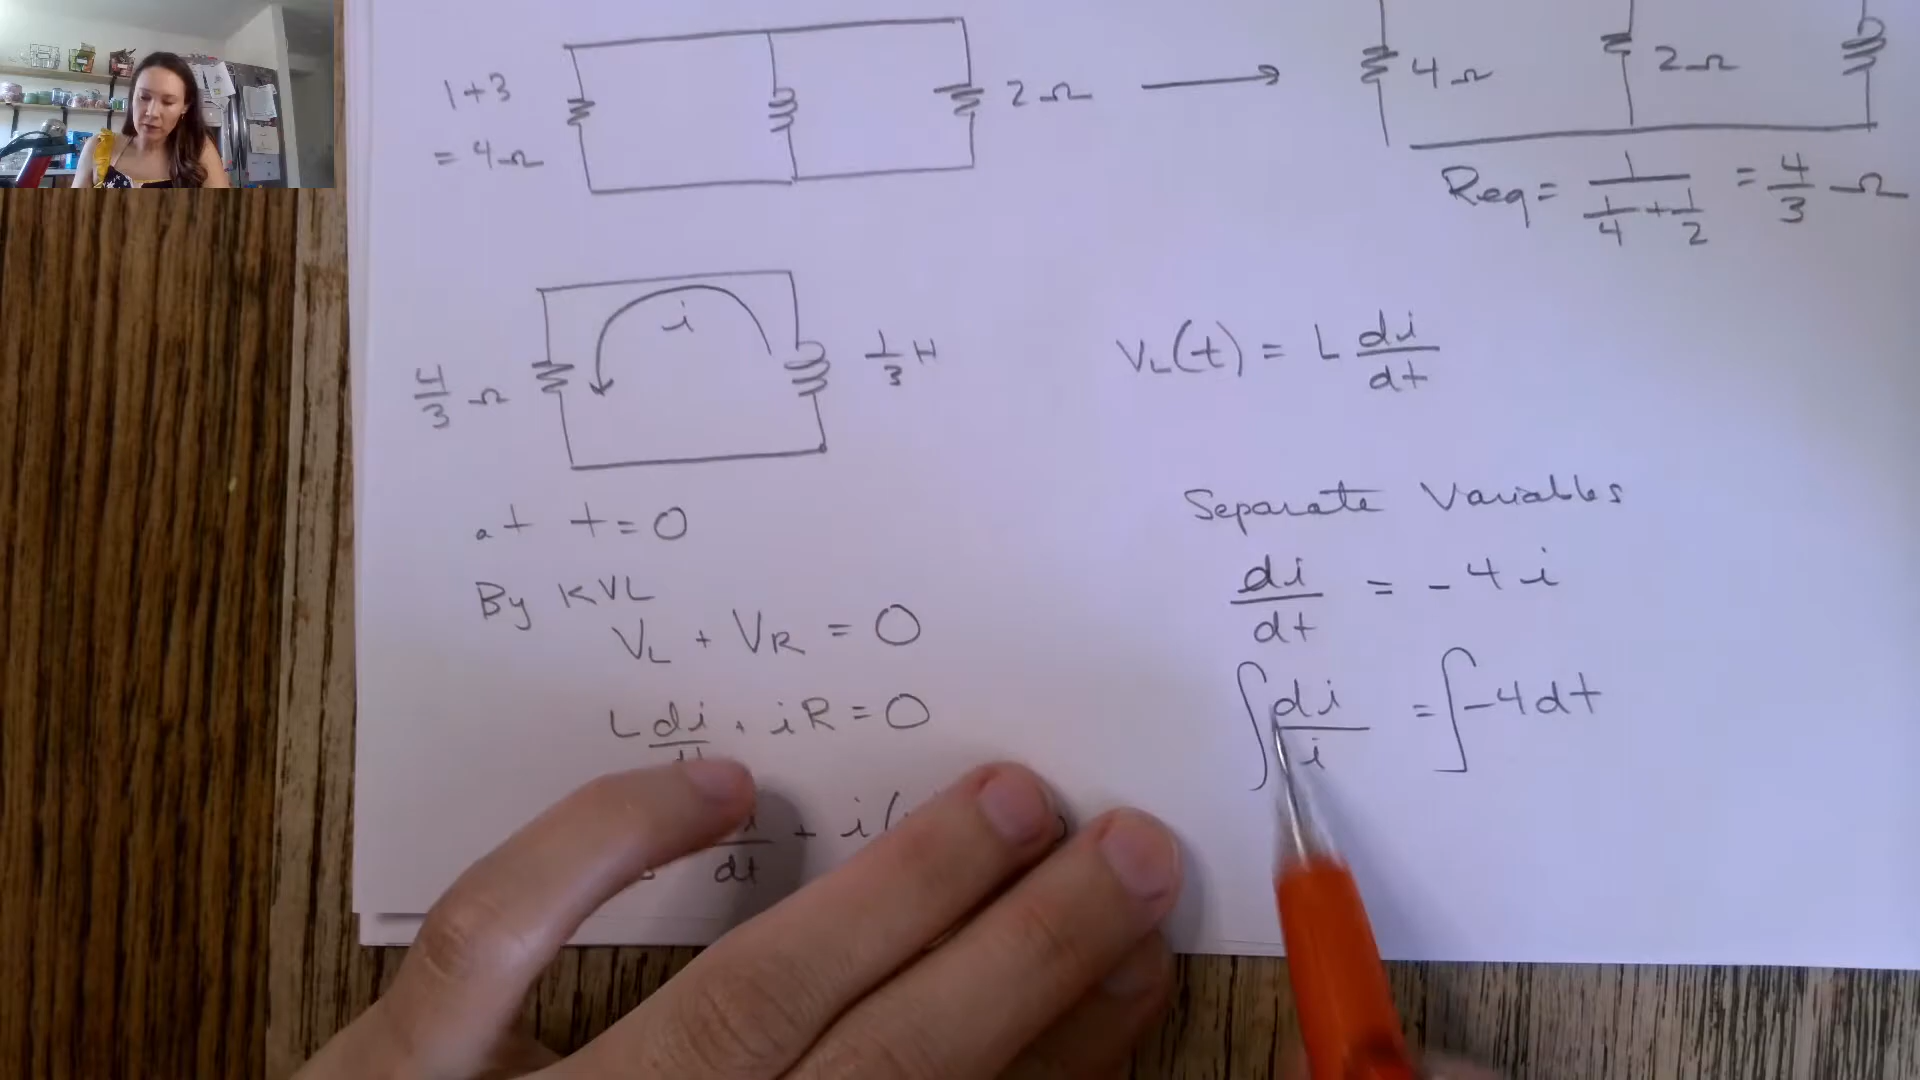 1+3
= 4Ω
2Ω
4Ω
2Ω
Req = 1/(1/4 + 1/2) = 4/3 Ω
i
4/3 Ω
1/3 H
VL(t) = L di/dt
at t=0
By KVL
VL + VR = 0
L di + iR = 0
dt + i(
Separate Variables
di/dt = -4i
∫ di/i = ∫ -4dt